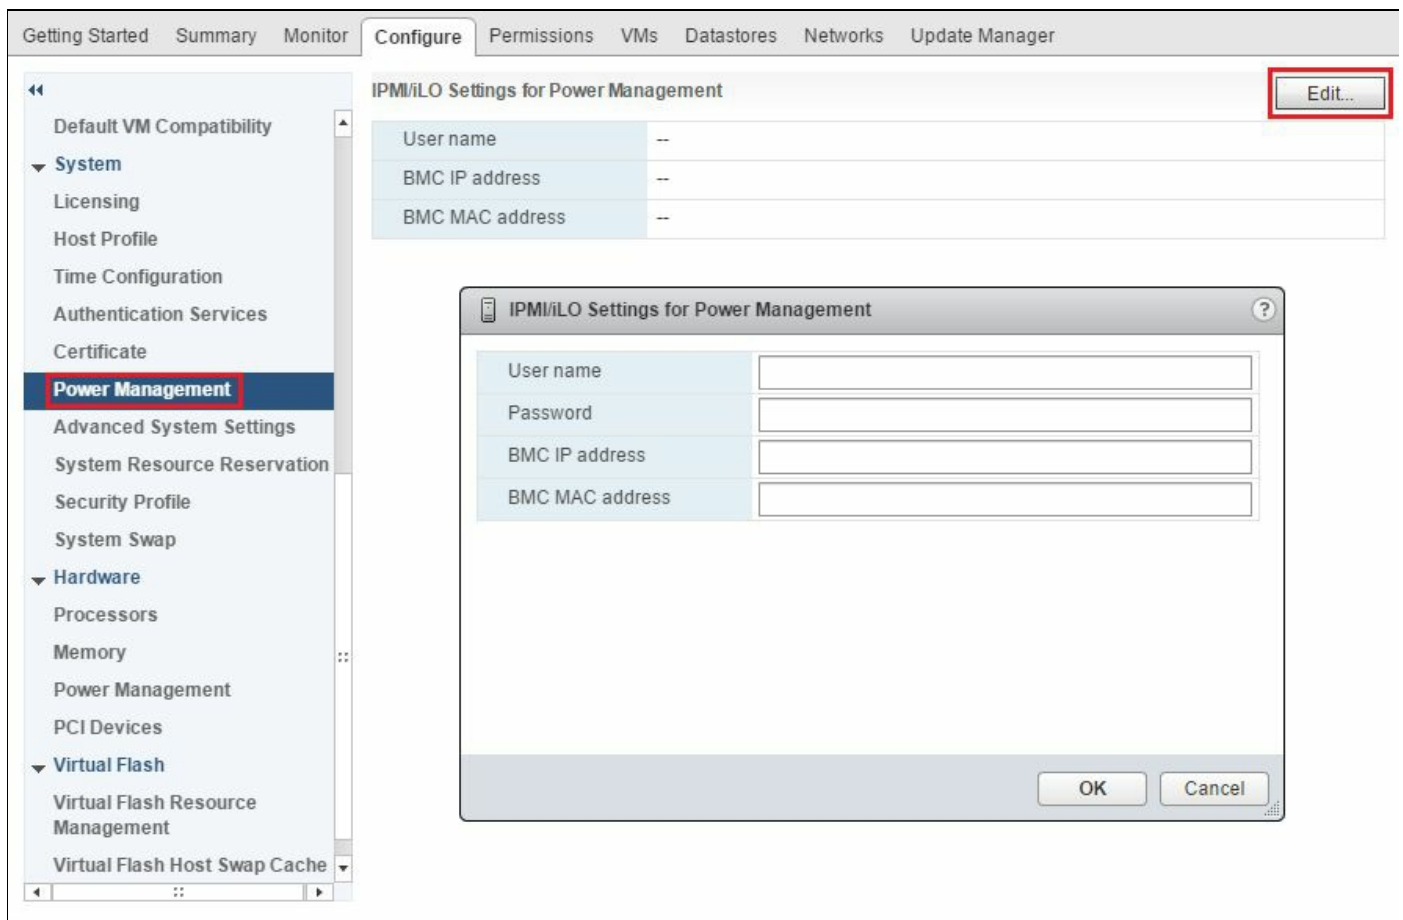 Getting Started Summary Monitor Configure Permissions VMs Datastores Networks Update Manager
Default VM Compatibility
System
Licensing
Host Profile
Time Configuration
Authentication Services
Certificate
Power Management
Advanced System Settings
System Resource Reservation
Security Profile
System Swap
Hardware
Processors
Memory
Power Management
PCI Devices
Virtual Flash
Virtual Flash Resource
Management
Virtual Flash Host Swap Cache
IPMI/iLO Settings for Power Management
Edit...
User name --
BMC IP address --
BMC MAC address --
IPMI/iLO Settings for Power Management ?
User name
Password
BMC IP address
BMC MAC address
OK Cancel